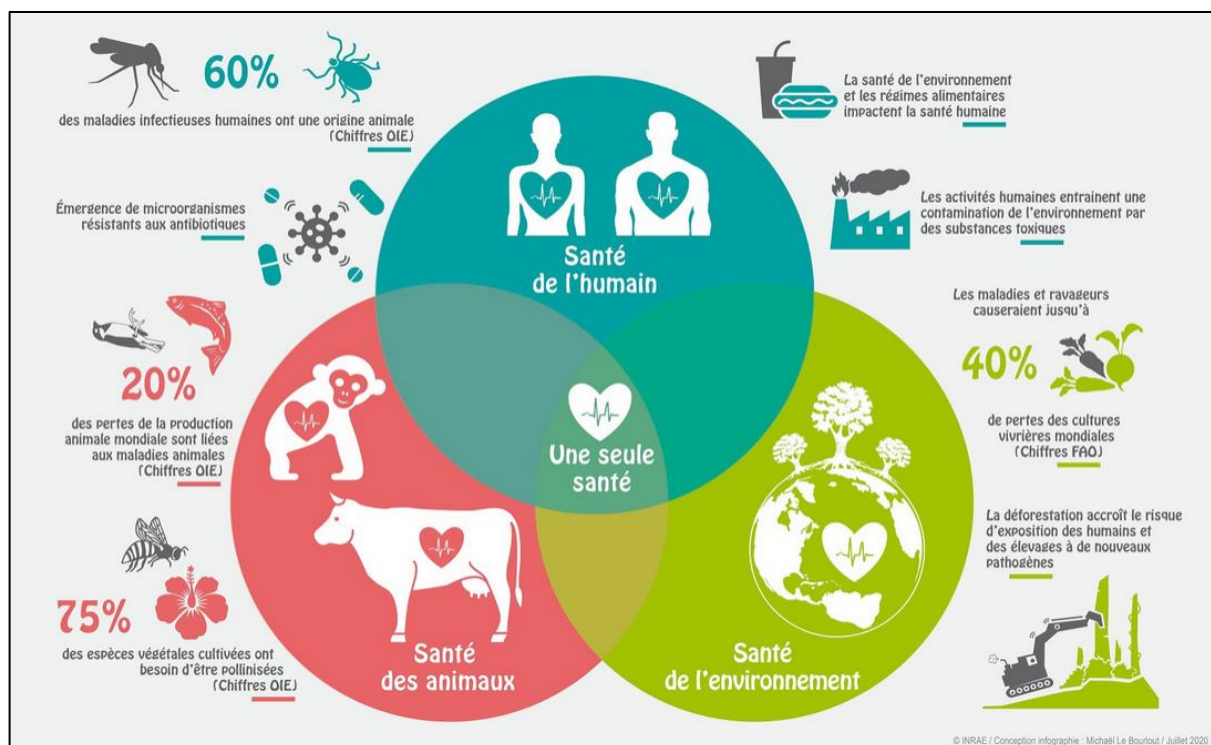 60%
des maladies infectieuses humaines ont une origine animale
(Chiffres OIE)
Émergence de microorganismes
résistants aux antibiotiques
20%
des pertes de la production
animale mondiale sont liées
aux maladies animales
(Chiffres OIE)
75%
des espèces végétales cultivées ont
besoin d'être pollinisées
(Chiffres OIE)
Santé
de l'humain
Une seule
santé
Santé
des animaux
Santé
de l'environnement
La santé de l'environnement
et les régimes alimentaires
impactent la santé humaine
Les activités humaines entrainent une
contamination de l'environnement par
des substances toxiques
Les maladies et ravageurs
causeraient jusqu'à
40%
de pertes des cultures
vivrières mondiales
(Chiffres FAO)
La déforestation accroît le risque
d'exposition des humains et
des élevages à de nouveaux
pathogènes
© INRAE / Conception infographie : Michaël Le Bourlout / Juillet 2020